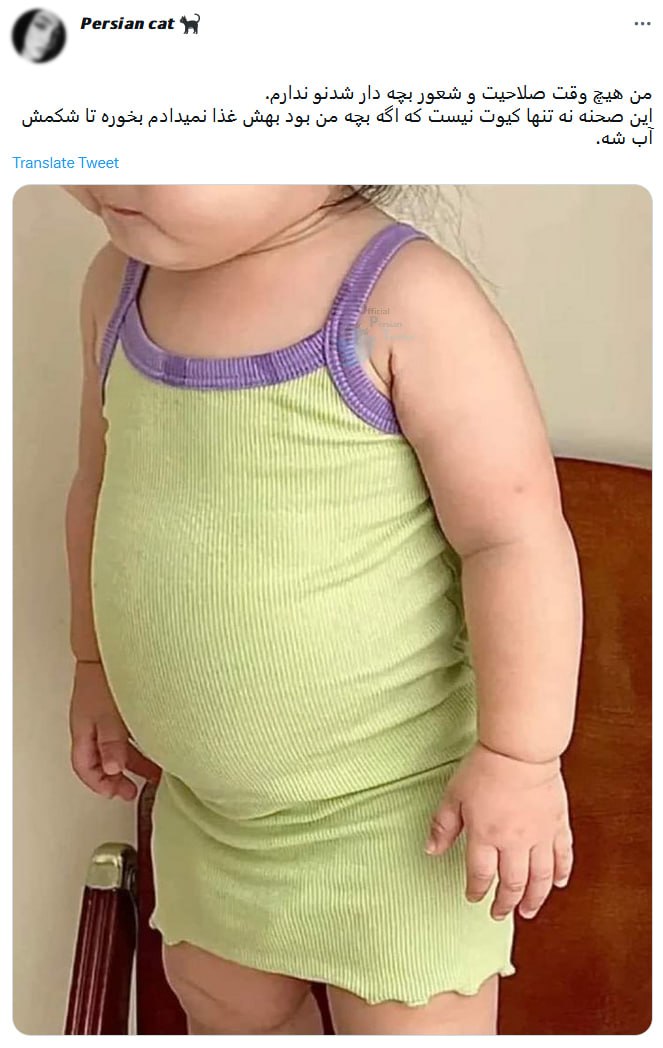 Persian cat
من هیچ وقت صلاحیت و شعور بچه دار شدنو ندارم.
این صحنه نه تنها کیوت نیست که اگه بچه من بود بهش غذا نمیدادم بخوره تا شکمش
آب شه.
Translate Tweet
fficial
Persian